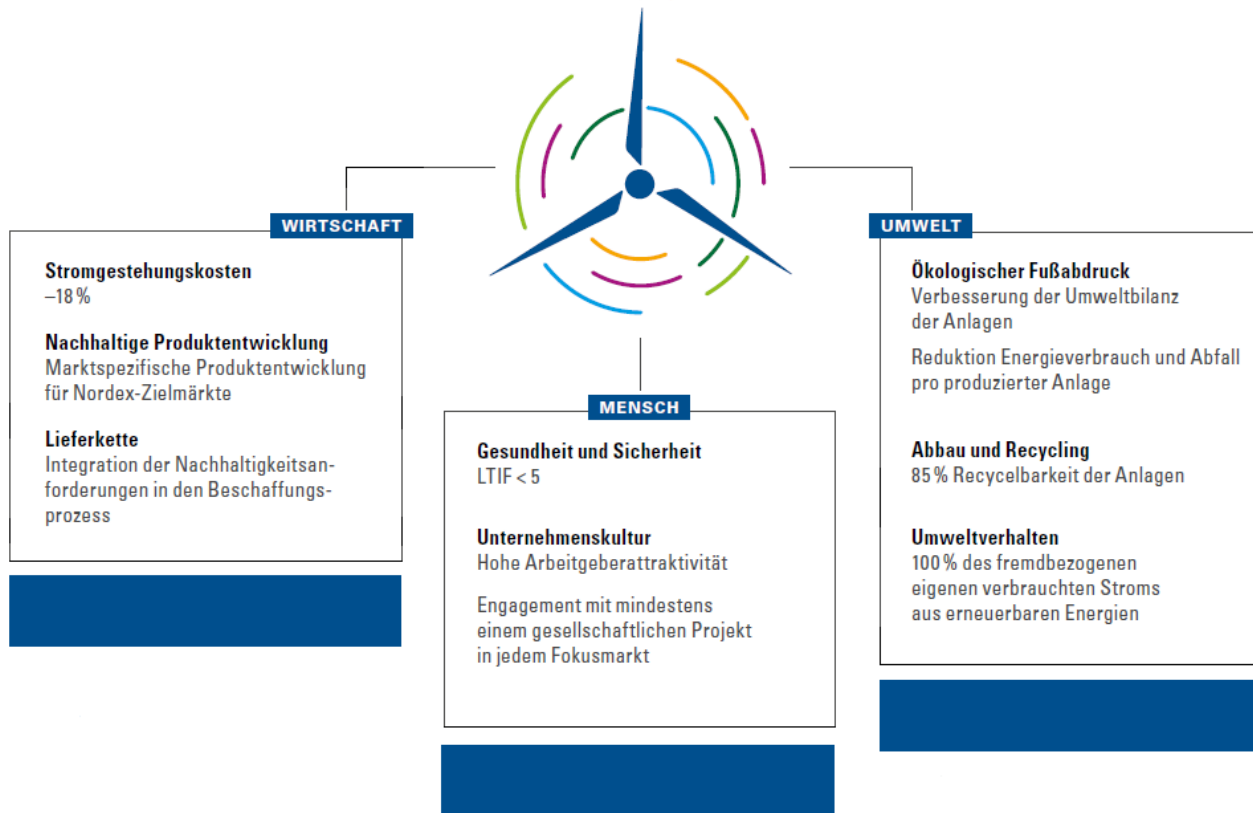 WIRTSCHAFT
Stromgestehungskosten
–18 %
Nachhaltige Produktentwicklung
Marktspezifische Produktentwicklung
für Nordex-Zielmärkte
Lieferkette
Integration der Nachhaltigkeitsan-
forderungen in den Beschaffungs-
prozess
MENSCH
Gesundheit und Sicherheit
LTIF < 5
Unternehmenskultur
Hohe Arbeitgeberattraktivität
Engagement mit mindestens
einem gesellschaftlichen Projekt
in jedem Fokusmarkt
UMWELT
Ökologischer Fußabdruck
Verbesserung der Umweltbilanz
der Anlagen
Reduktion Energieverbrauch und Abfall
pro produzierter Anlage
Abbau und Recycling
85 % Recycelbarkeit der Anlagen
Umweltverhalten
100 % des fremdbezogenen
eigenen verbrauchten Stroms
aus erneuerbaren Energien